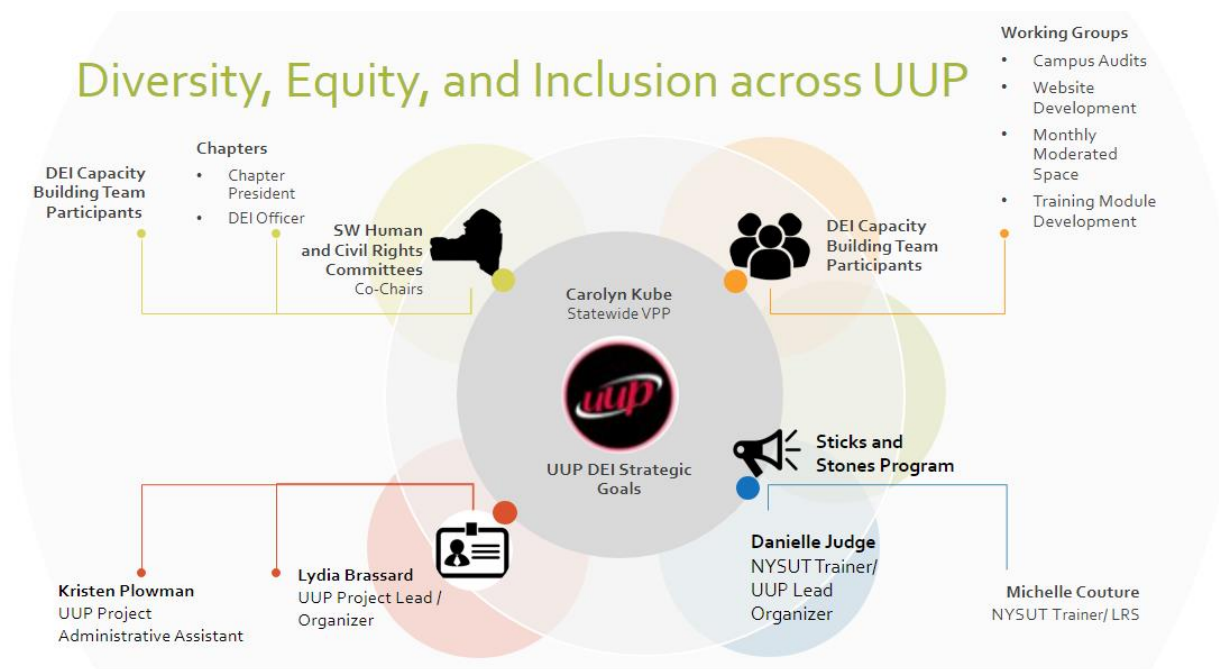 Diversity, Equity, and Inclusion across UUP
Working Groups
• Campus Audits
• Website
Development
• Monthly
Moderated
Space
• Training Module
Development
DEI Capacity
Building Team
Participants
Chapters
• Chapter
President
• DEI Officer
SW Human
and Civil Rights
Committees
Co-Chairs
DEI Capacity
Building Team
Participants
Carolyn Kube
Statewide VPP
uup
UUP DEI Strategic
Goals
Sticks and
Stones Program
Kristen Plowman
UUP Project
Administrative Assistant
Lydia Brassard
UUP Project Lead /
Organizer
Danielle Judge
NYSUT Trainer/
UUP Lead
Organizer
Michelle Couture
NYSUT Trainer/ LRS